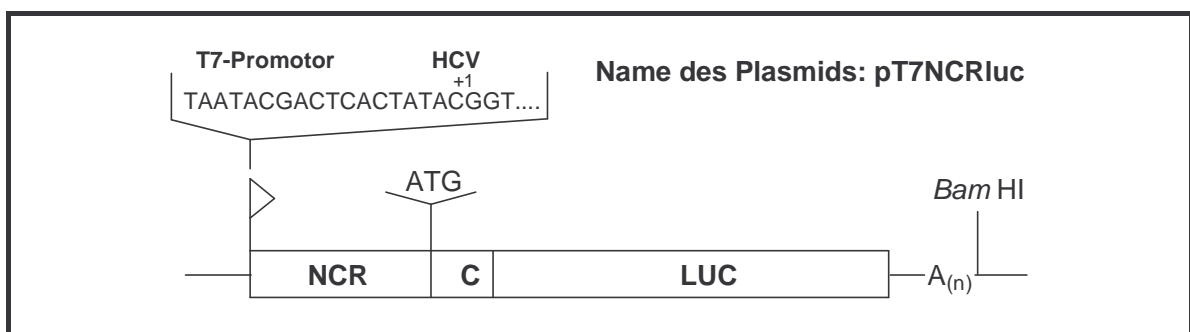 T7-Promotor HCV
Name des Plasmids: pT7NCRluc
+1
TAATACGACTCACTATACGGT....
ATG
Bam HI
NCR C LUC A(n)